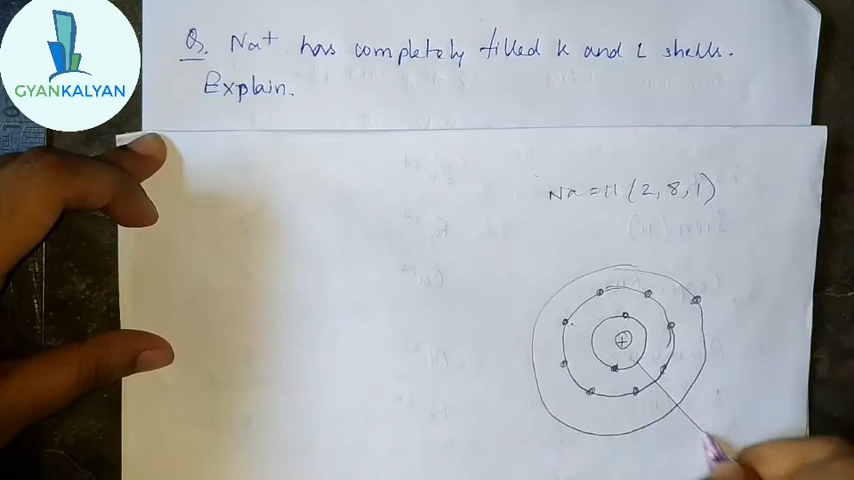 GYANKALYAN
Q. Na+ has completely filled K and L shells.
Explain.
Na = 11 (2, 8, 1)
+